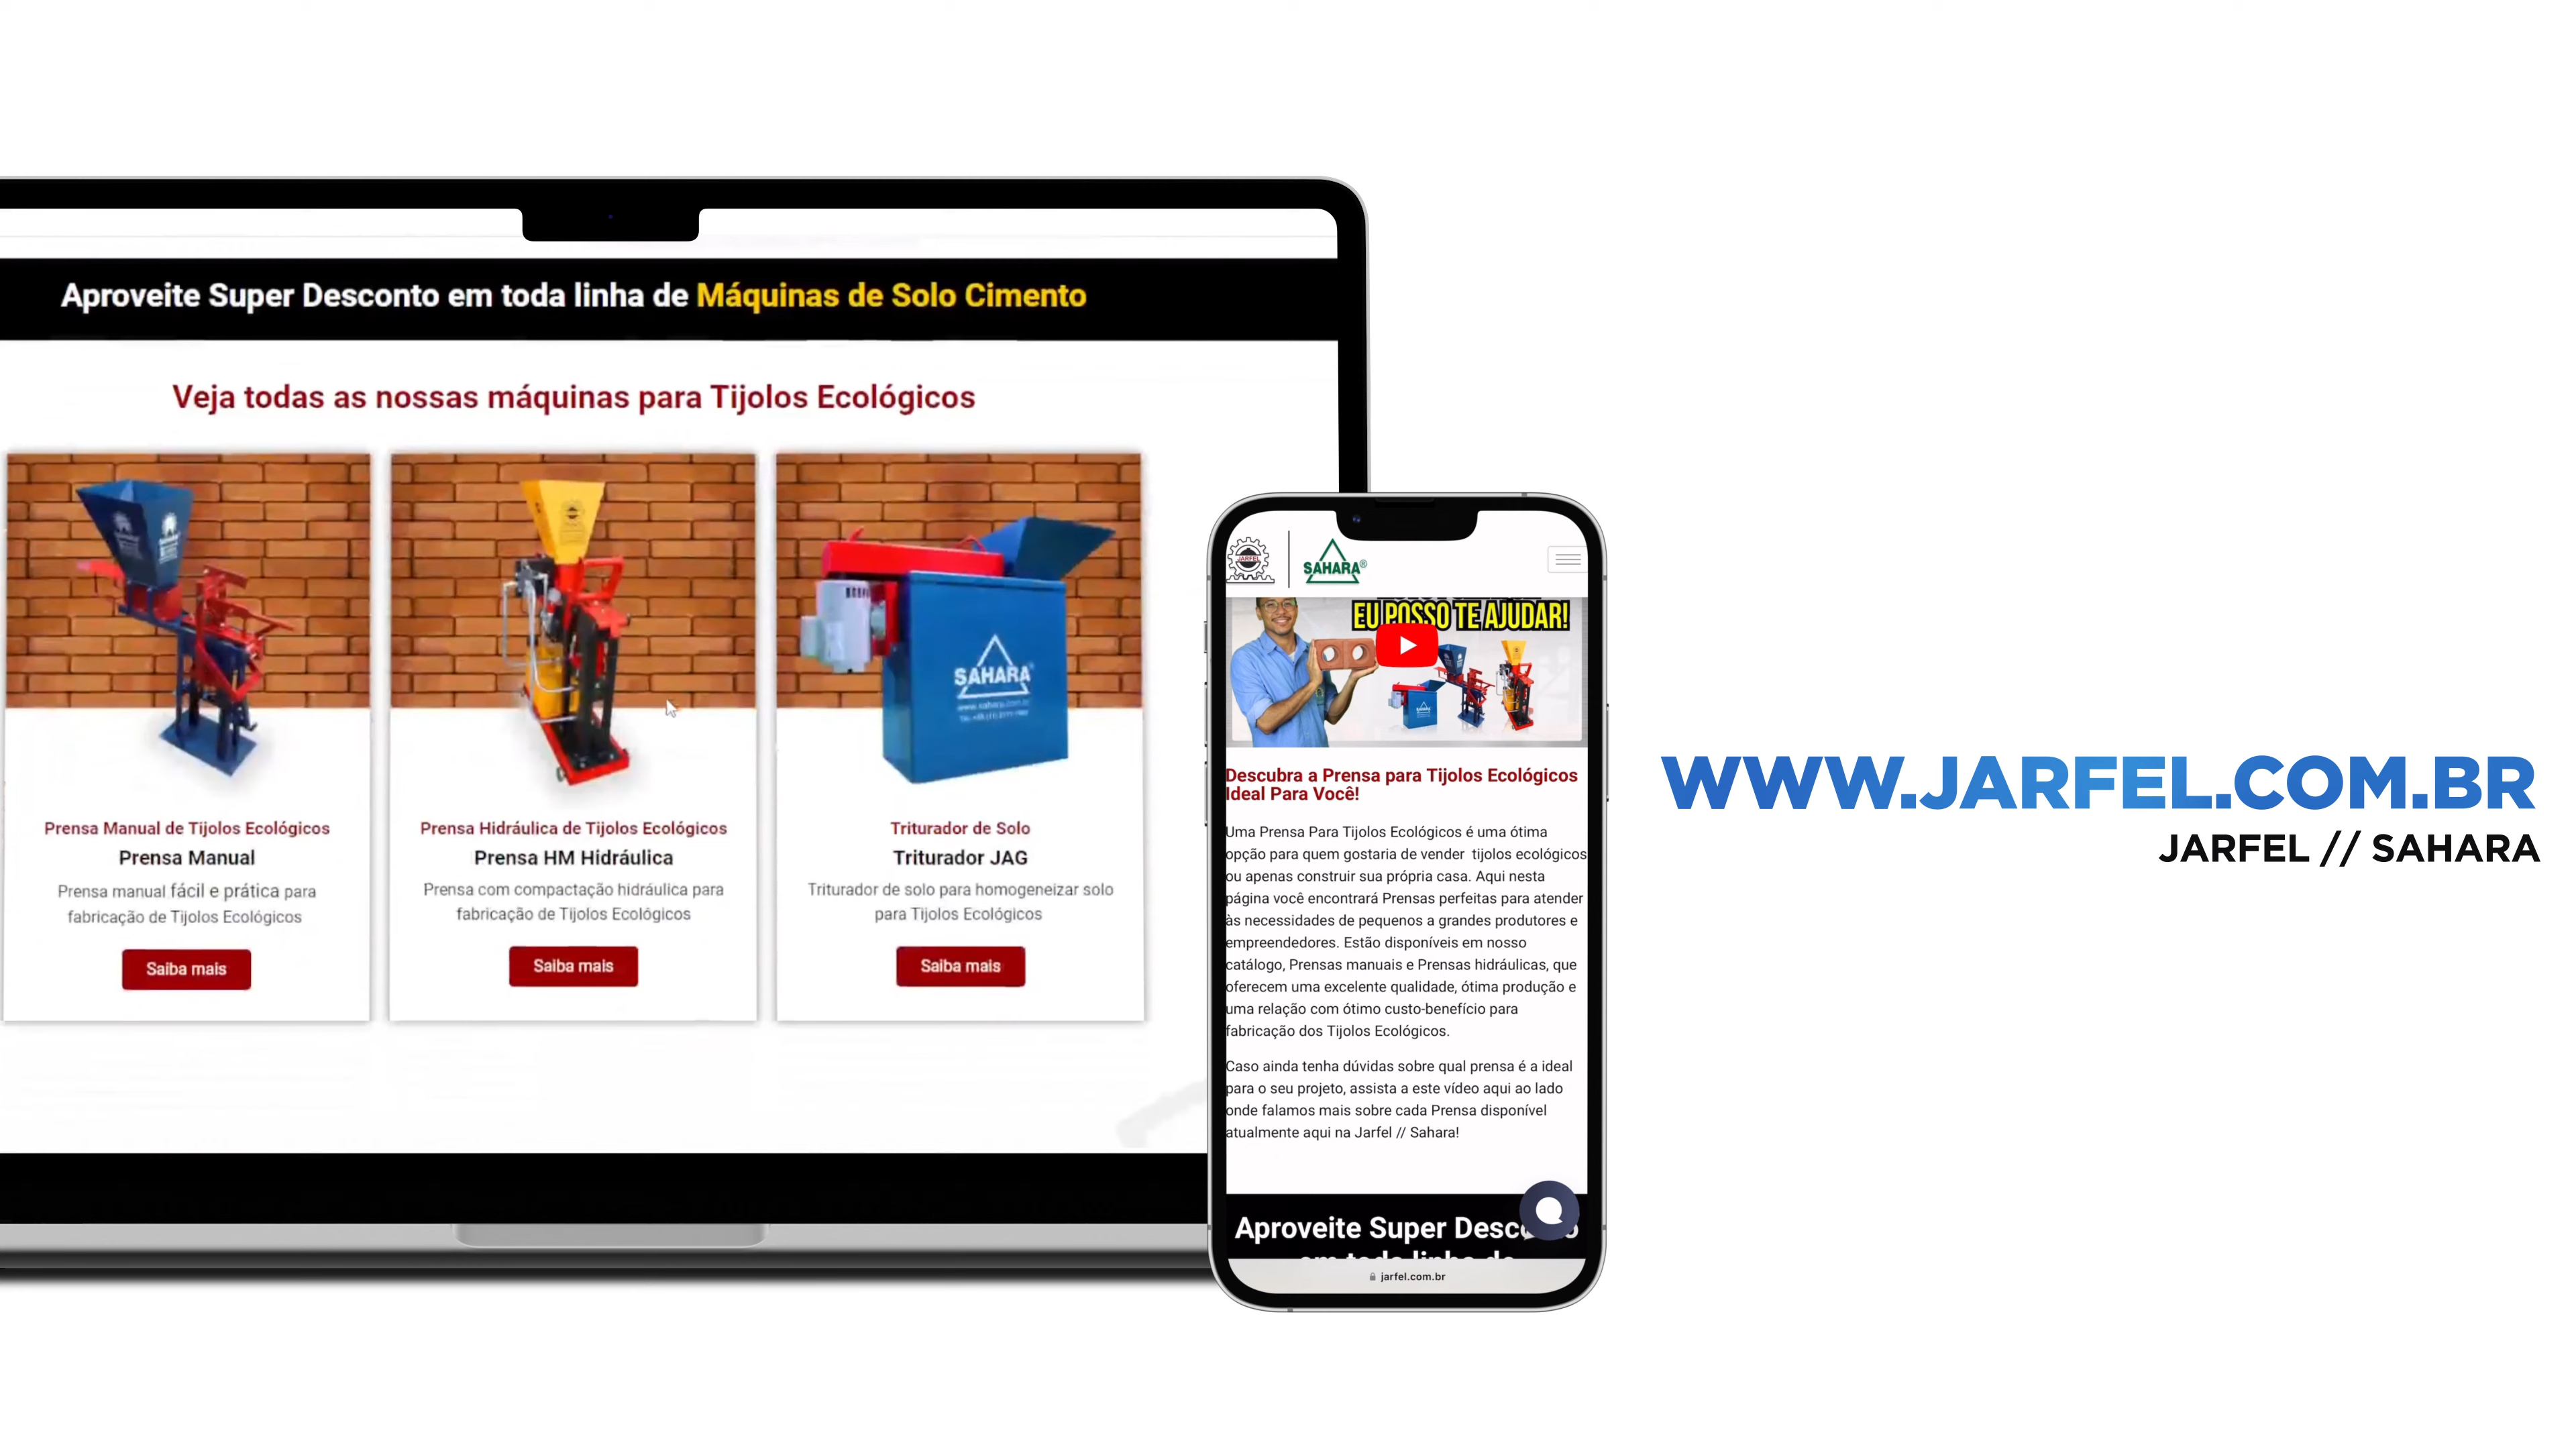 Aproveite Super Desconto em toda linha de Máquinas de Solo Cimento
Veja todas as nossas máquinas para Tijolos Ecológicos
SAHARA
Prensa Manual de Tijolos Ecológicos
Prensa Manual
Prensa manual fácil e prática para
fabricação de Tijolos Ecológicos
Saiba mais
Prensa Hidráulica de Tijolos Ecológicos
Prensa HM Hidráulica
Prensa com compactação hidráulica para
fabricação de Tijolos Ecológicos
Saiba mais
Triturador de Solo
Triturador JAG
Triturador de solo para homogeneizar solo
para Tijolos Ecológicos
Saiba mais
JARFEL
SAHARA®
EU POSSO TE AJUDAR!
Descubra a Prensa para Tijolos Ecológicos
Ideal Para Você!
Uma Prensa Para Tijolos Ecológicos é uma ótima
opção para quem gostaria de vender tijolos ecológicos
ou apenas construir sua própria casa. Aqui nesta
página você encontrará Prensas perfeitas para atender
às necessidades de pequenos a grandes produtores e
empreendedores. Estão disponíveis em nosso
catálogo, Prensas manuais e Prensas hidráulicas, que
oferecem uma excelente qualidade, ótima produção e
uma relação com ótimo custo-benefício para
fabricação dos Tijolos Ecológicos.
Caso ainda tenha dúvidas sobre qual prensa é a ideal
para o seu projeto, assista a este vídeo aqui ao lado
onde falamos mais sobre cada Prensa disponível
atualmente aqui na Jarfel // Sahara!
Aproveite Super Desconto
em toda linha de
jarfel.com.br
WWW.JARFEL.COM.BR
JARFEL // SAHARA